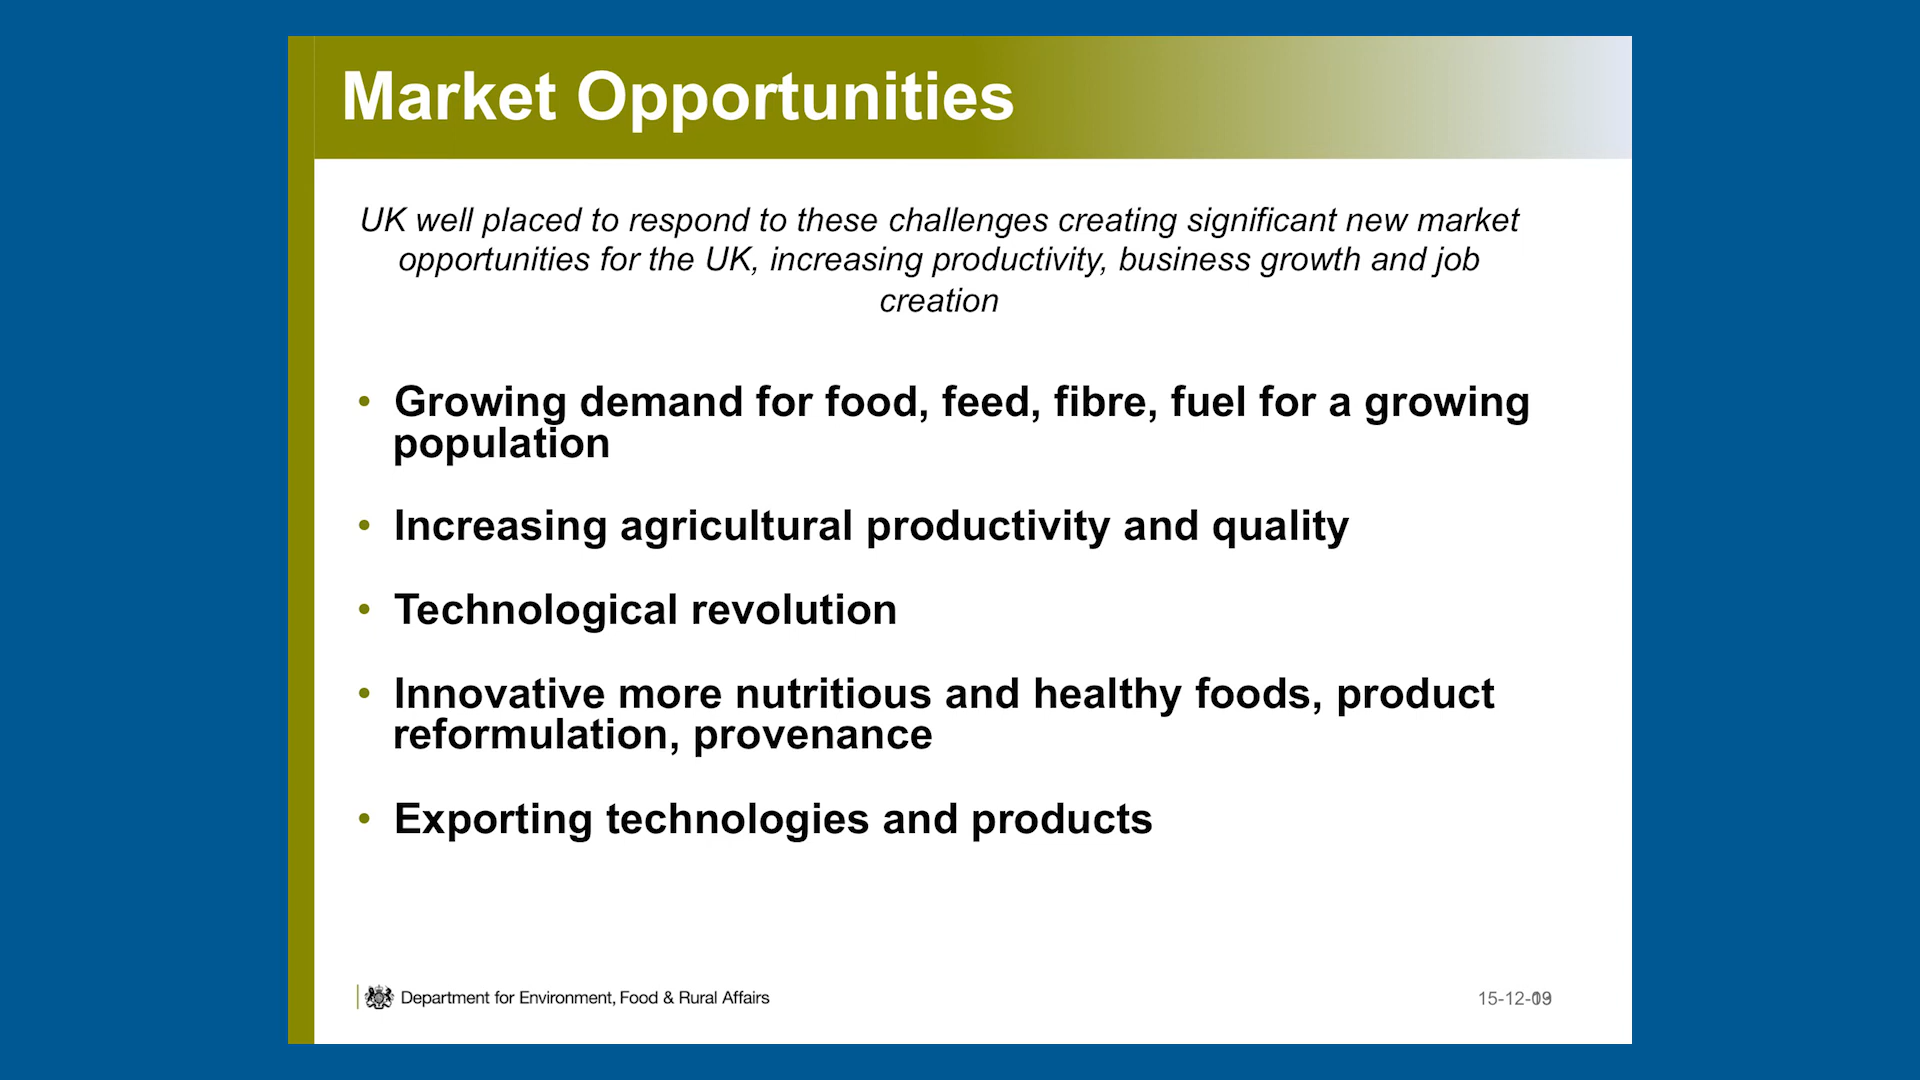 Market Opportunities
UK well placed to respond to these challenges creating significant new market
opportunities for the UK, increasing productivity, business growth and job
creation
• Growing demand for food, feed, fibre, fuel for a growing
population
• Increasing agricultural productivity and quality
• Technological revolution
• Innovative more nutritious and healthy foods, product
reformulation, provenance
• Exporting technologies and products
Department for Environment, Food & Rural Affairs